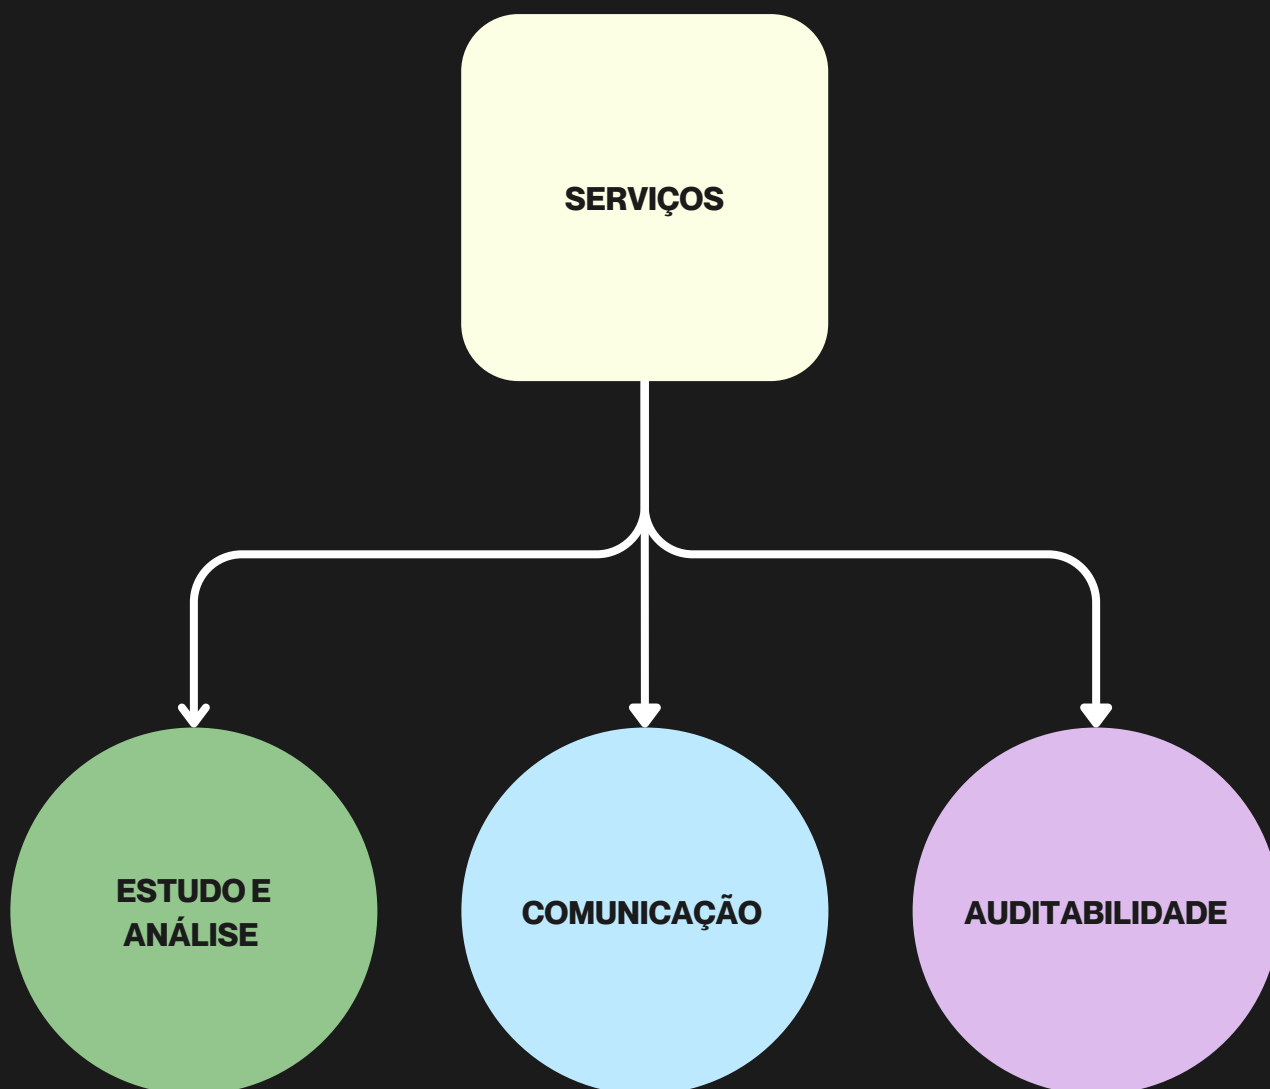 SERVIÇOS
ESTUDO E
ANÁLISE
COMUNICAÇÃO
AUDITABILIDADE